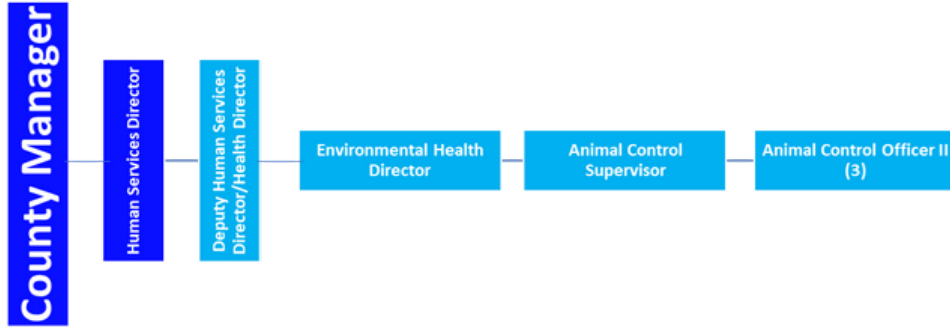 County Manager
Human Services Director
Deputy Human Services
Director/Health Director
Environmental Health
Director
Animal Control
Supervisor
Animal Control Officer II
(3)